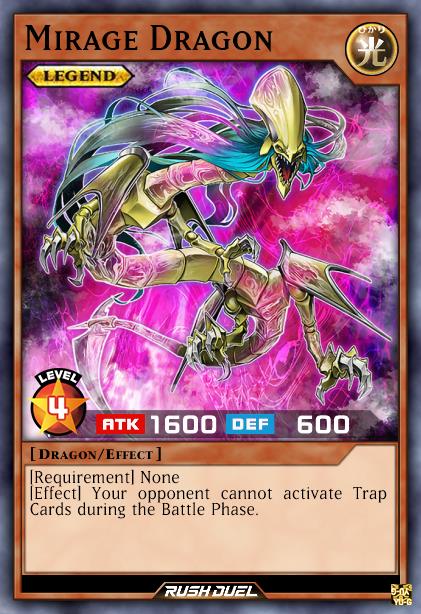 MIRAGE DRAGON
ひかり
光
LEGEND
LEVEL
4
ATK 1600 DEF 600
[DRAGON/EFFECT]
[Requirement] None
[Effect] Your opponent cannot activate Trap
Cards during the Battle Phase.
RUSH DUEL